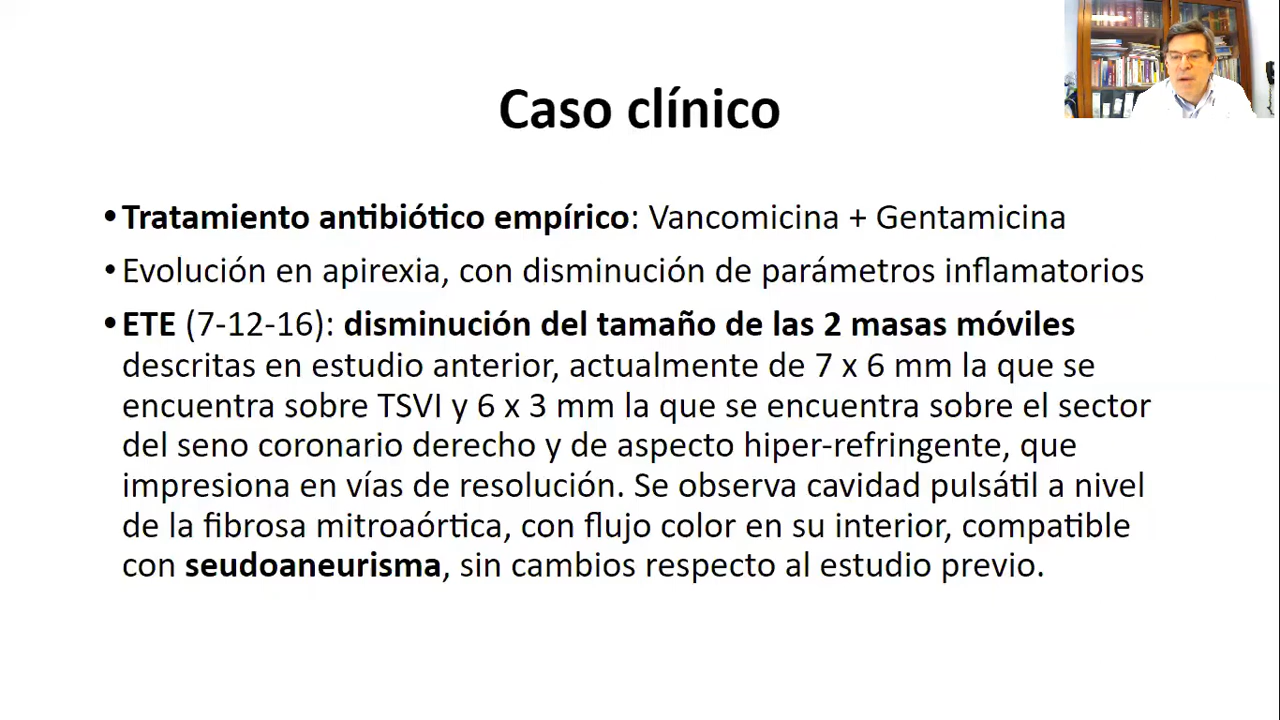 Caso clínico
•Tratamiento antibiótico empírico: Vancomicina + Gentamicina
•Evolución en apirexia, con disminución de parámetros inflamatorios
•ETE (7-12-16): disminución del tamaño de las 2 masas móviles
descritas en estudio anterior, actualmente de 7 x 6 mm la que se
encuentra sobre TSVI y 6 x 3 mm la que se encuentra sobre el sector
del seno coronario derecho y de aspecto hiper-refringente, que
impresiona en vías de resolución. Se observa cavidad pulsátil a nivel
de la fibrosa mitroaórtica, con flujo color en su interior, compatible
con seudoaneurisma, sin cambios respecto al estudio previo.